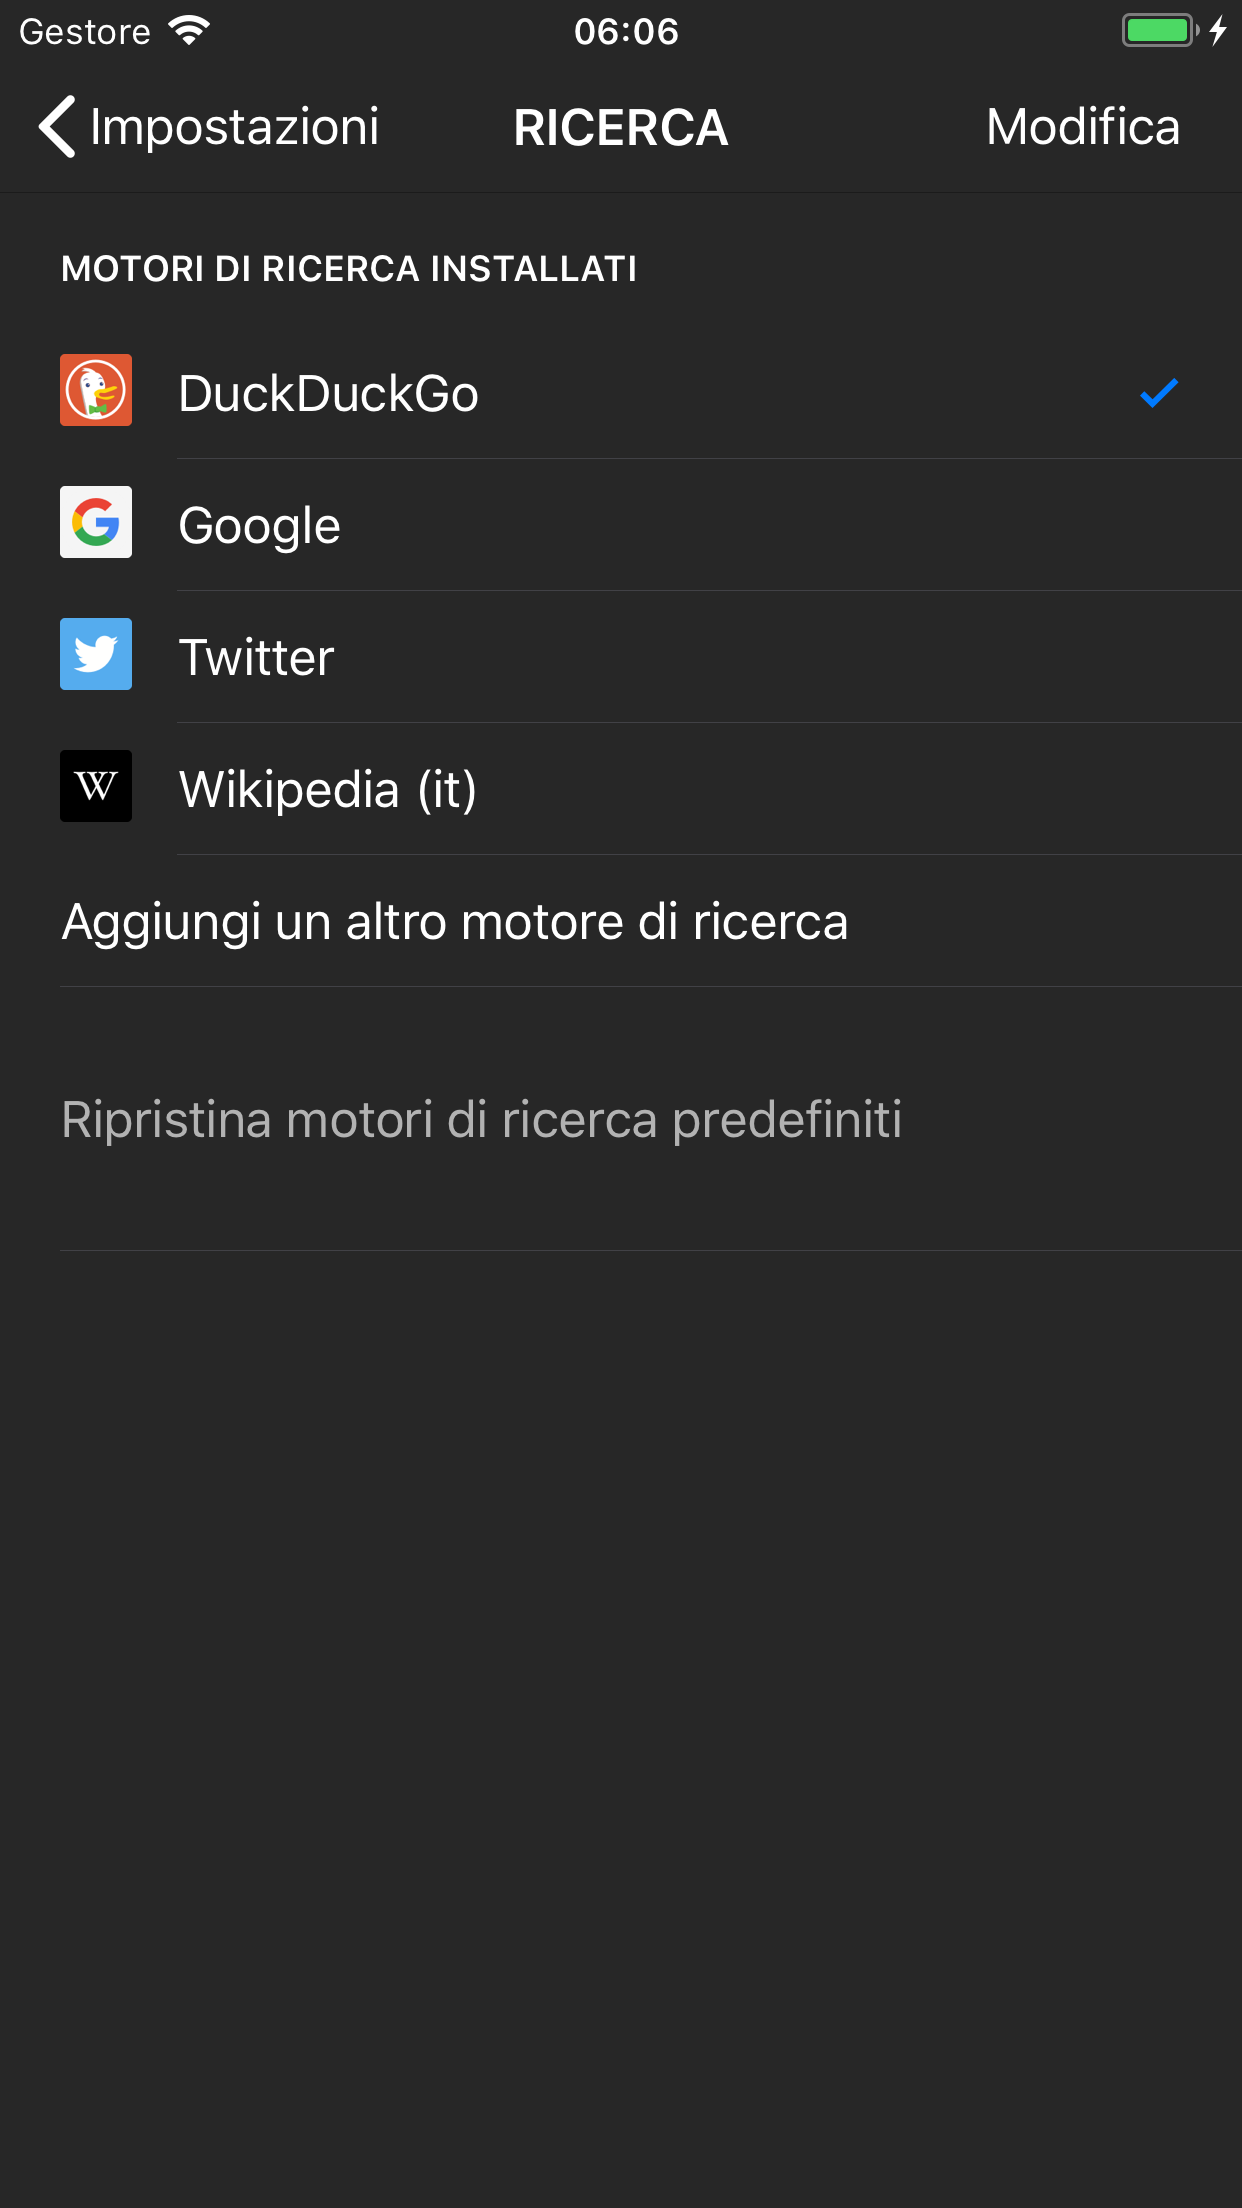 Gestore
06:06
Impostazioni
RICERCA
Modifica
MOTORI DI RICERCA INSTALLATI
DuckDuckGo
Google
Twitter
W
Wikipedia (it)
Aggiungi un altro motore di ricerca
Ripristina motori di ricerca predefiniti